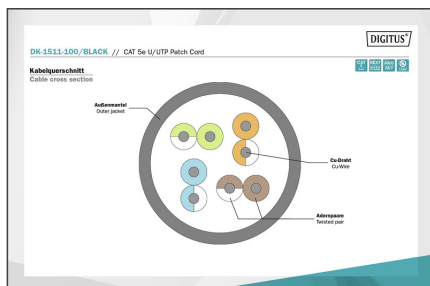 DIGITUS®
DK-1511-100/BLACK // CAT 5e U/UTP Patch Cord
Kabelquerschnitt
Cable cross section
Außenmantel
Outer jacket
Cu-Draht
Cu-Wire
Adernpaare
Twisted pair